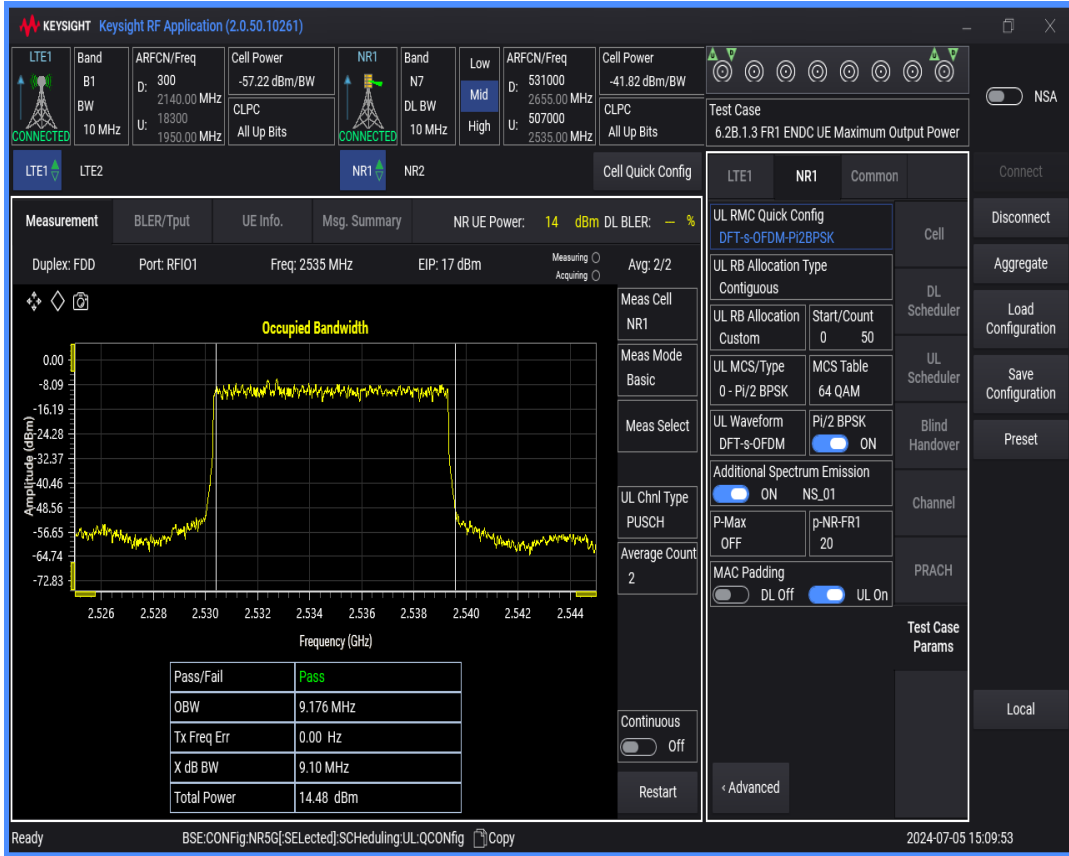 KEYSIGHT Keysight RF Application (2.0.50.10261)
LTE1
CONNECTED
Band
B1
BW
10 MHz
ARFCN/Freq
D: 300
2140.00 MHz
U: 18300
1950.00 MHz
Cell Power
-57.22 dBm/BW
CLPC
All Up Bits
NR1
CONNECTED
Band
N7
DL BW
10 MHz
Low
Mid
High
ARFCN/Freq
D: 531000
2655.00 MHz
U: 507000
2535.00 MHz
Cell Power
-41.82 dBm/BW
CLPC
All Up Bits
Test Case
6.2B.1.3 FR1 ENDC UE Maximum Output Power
NSA
LTE1 LTE2 NR1 NR2 Cell Quick Config
Measurement BLER/Tput UE Info. Msg. Summary NR UE Power: 14 dBm DL BLER: --- %
Duplex: FDD Port: RFIO1 Freq: 2535 MHz EIP: 17 dBm Measuring Avg: 2/2
Acquiring
Occupied Bandwidth
Amplitude (dBm)
0.00
-8.09
-16.19
-24.28
-32.37
-40.46
-48.56
-56.65
-64.74
-72.83
2.526 2.528 2.530 2.532 2.534 2.536 2.538 2.540 2.542 2.544
Frequency (GHz)
Pass/Fail Pass
OBW 9.176 MHz
Tx Freq Err 0.00 Hz
X dB BW 9.10 MHz
Total Power 14.48 dBm
Meas Cell
NR1
Meas Mode
Basic
Meas Select
UL Chnl Type
PUSCH
Average Count
2
Continuous
Off
Restart
LTE1 NR1 Common
UL RMC Quick Config
DFT-s-OFDM-Pi2BPSK
UL RB Allocation Type
Contiguous
UL RB Allocation
Custom
Start/Count
0 50
UL MCS/Type
0 - Pi/2 BPSK
MCS Table
64 QAM
UL Waveform
DFT-s-OFDM
Pi/2 BPSK
ON
Additional Spectrum Emission
ON NS_01
P-Max
OFF
p-NR-FR1
20
MAC Padding
DL Off UL On
‹ Advanced
Cell
DL
Scheduler
UL
Scheduler
Blind
Handover
Channel
PRACH
Test Case
Params
Connect
Disconnect
Aggregate
Load
Configuration
Save
Configuration
Preset
Local
Ready BSE:CONFig:NR5G[:SELected]:SCHeduling:UL:QCONfig Copy 2024-07-05 15:09:53